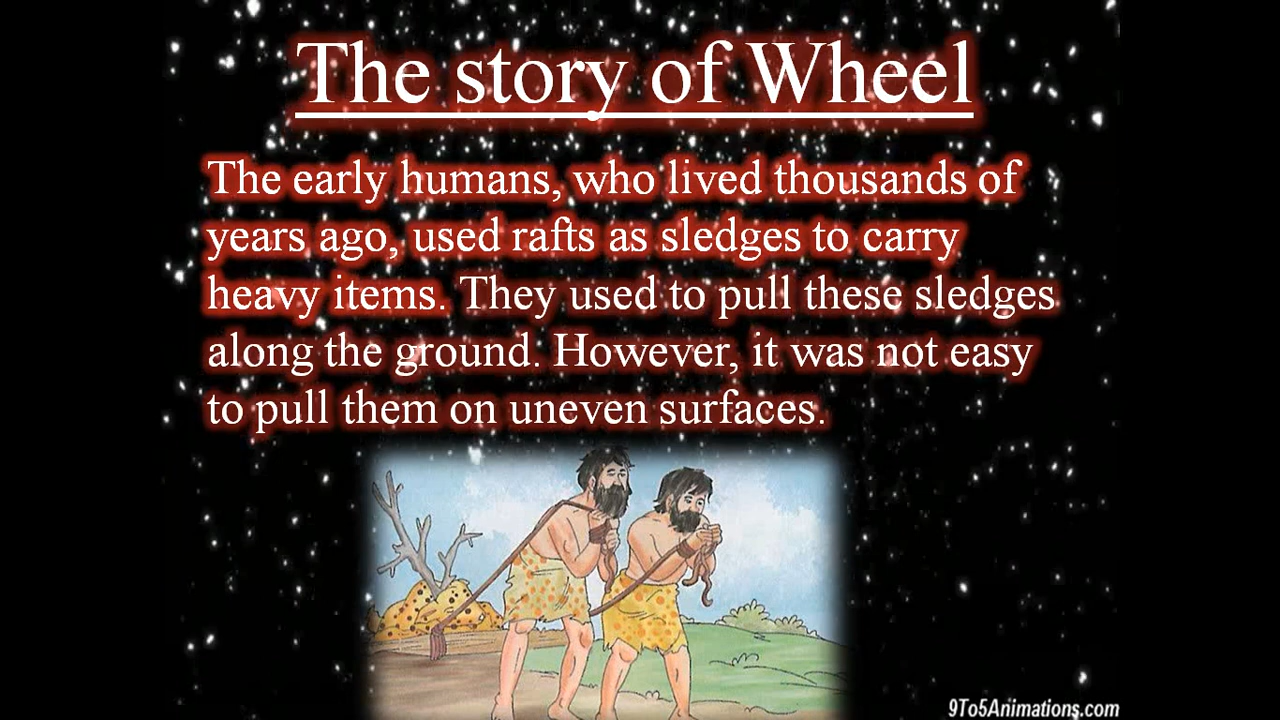 The story of Wheel
The early humans, who lived thousands of
years ago, used rafts as sledges to carry
heavy items. They used to pull these sledges
along the ground. However, it was not easy
to pull them on uneven surfaces.
9To5Animations.com